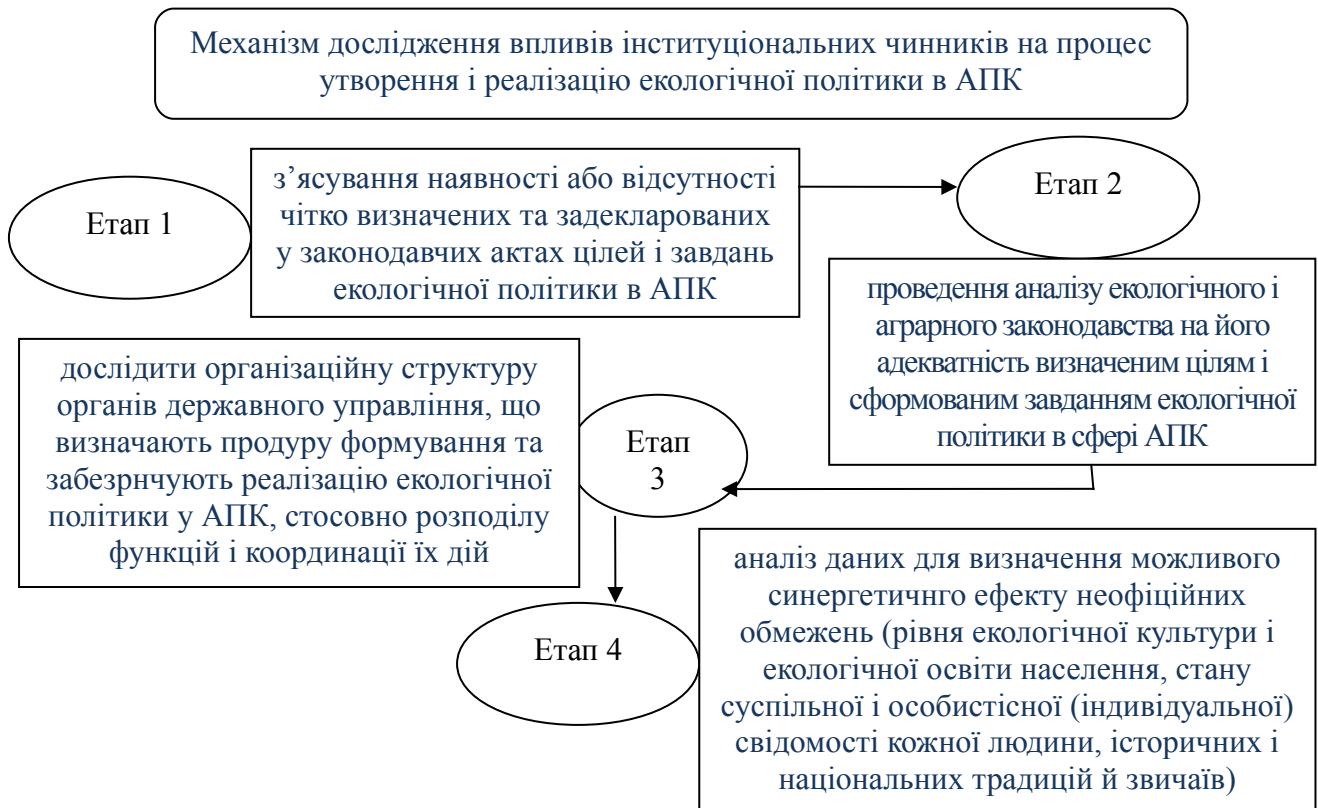 Механізм дослідження впливів інституціональних чинників на процес
утворення і реалізацію екологічної політики в АПК
Етап 1
з’ясування наявності або відсутності
чітко визначених та задекларованих
у законодавчих актах цілей і завдань
екологічної політики в АПК
Етап 2
проведення аналізу екологічного і
аграрного законодавства на його
адекватність визначеним цілям і
сформованим завданням екологічної
політики в сфері АПК
Етап
3
дослідити організаційну структуру
органів державного управління, що
визначають продуру формування та
забезрнчують реалізацію екологічної
політики у АПК, стосовно розподілу
функцій і координації їх дій
Етап 4
аналіз даних для визначення можливого
синергетичнго ефекту неофіційних
обмежень (рівня екологічної культури і
екологічної освіти населення, стану
суспільної і особистісної (індивідуальної)
свідомості кожної людини, історичних і
національних традицій й звичаїв)